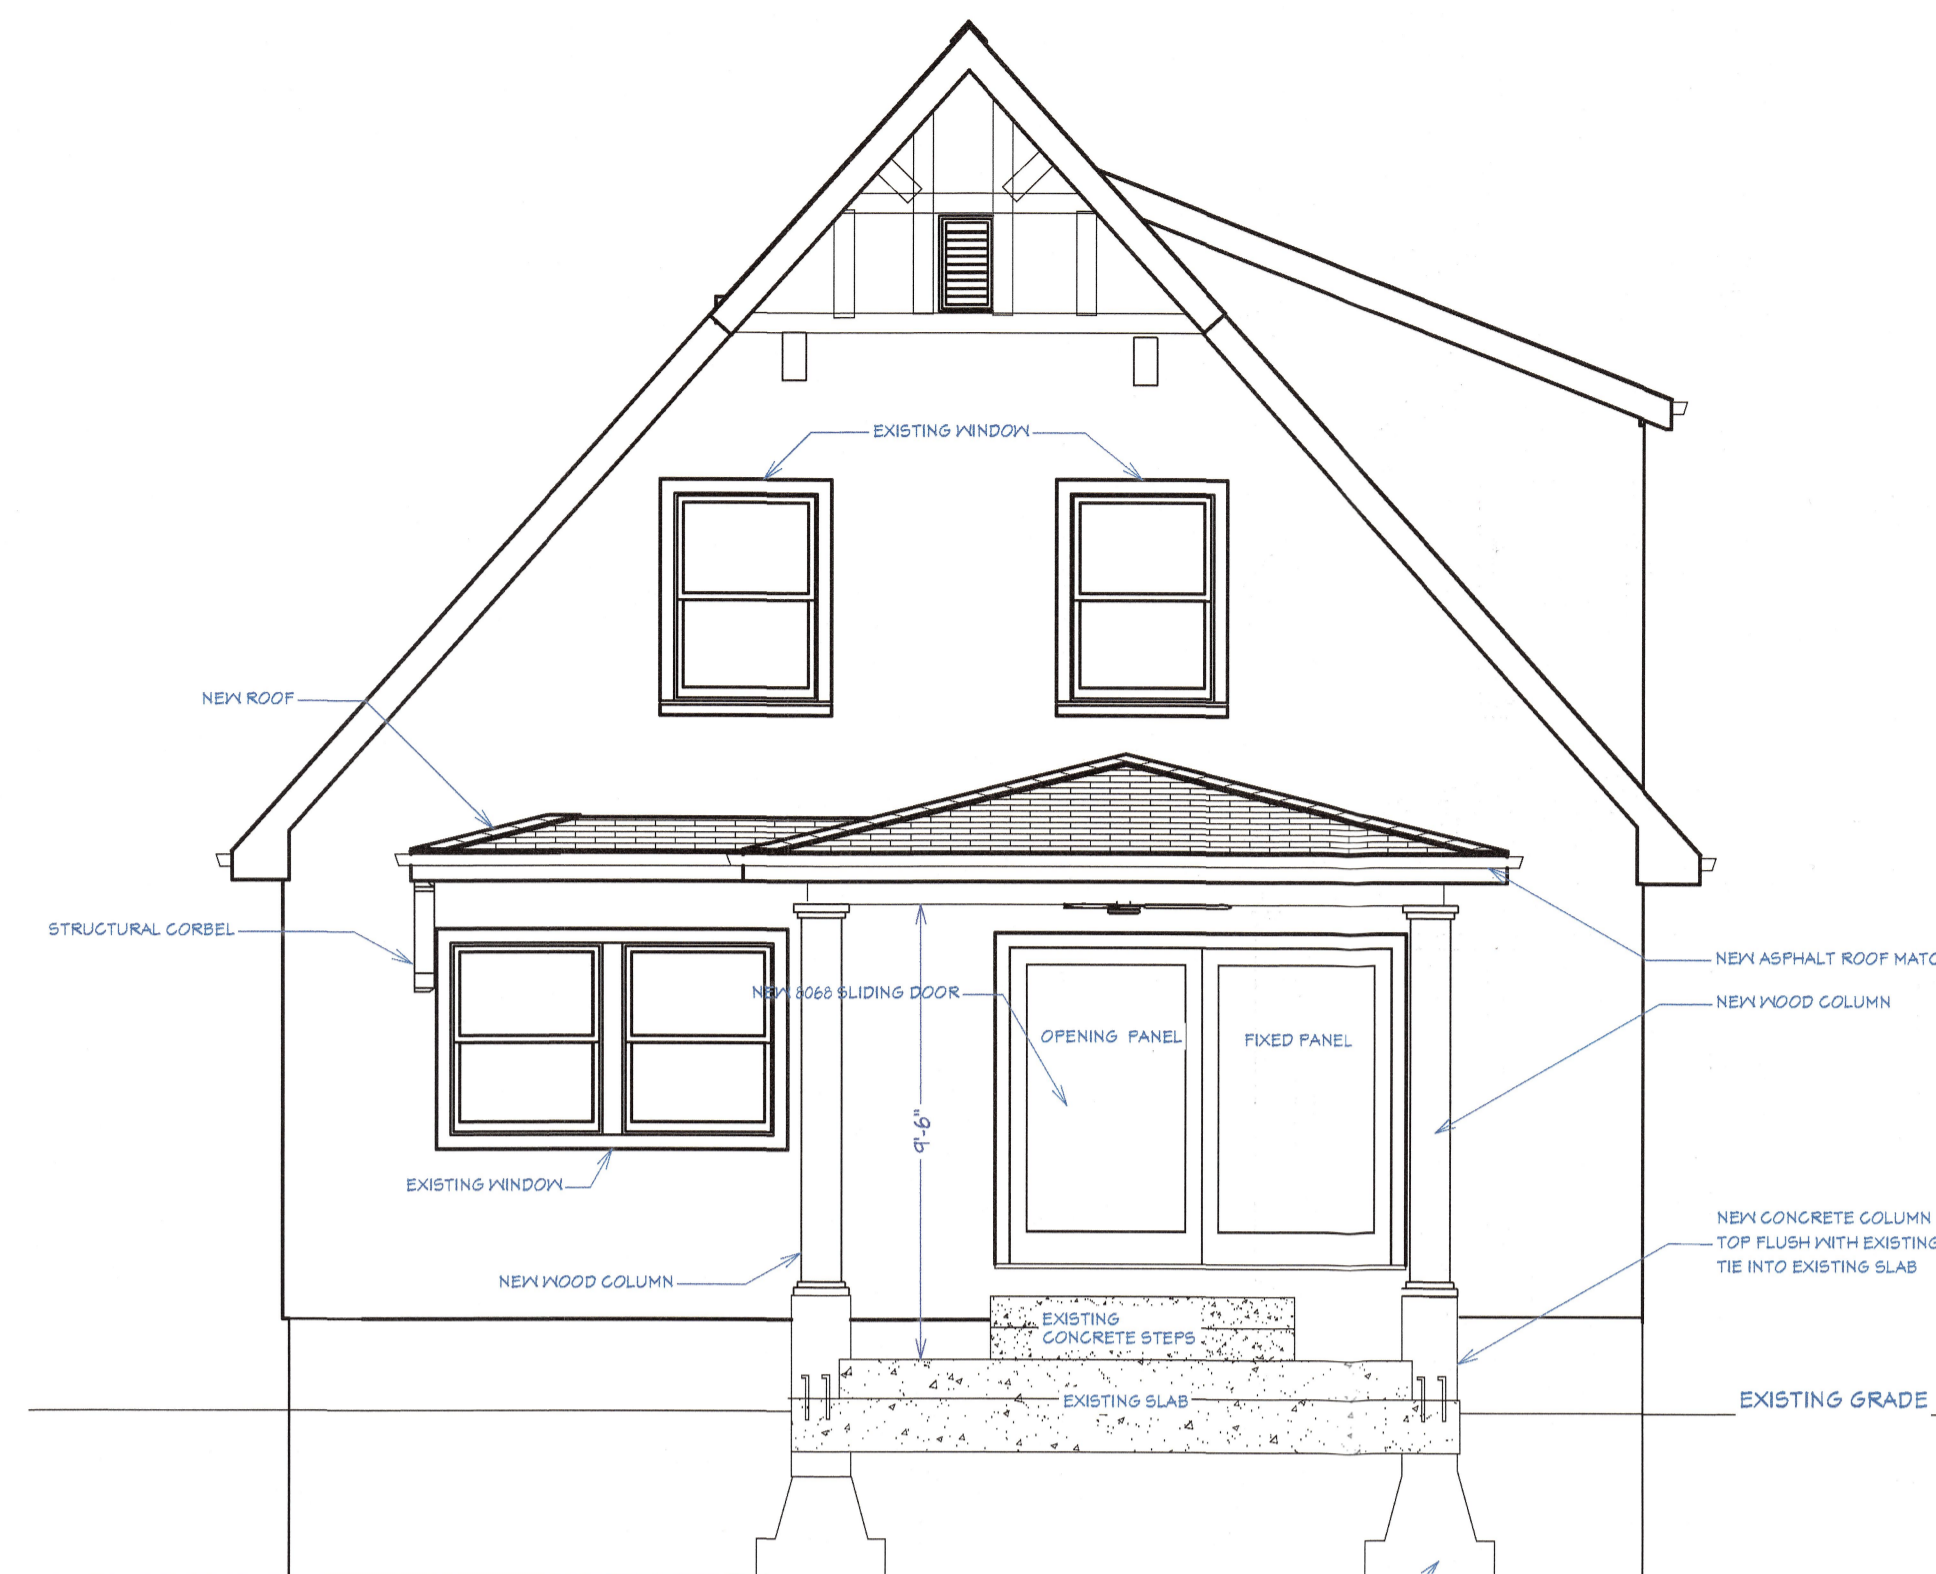 EXISTING WINDOW
NEW ROOF
STRUCTURAL CORBEL
NEW ASPHALT ROOF
NEW 8068 SLIDING DOOR
NEW WOOD COLUMN
OPENING PANEL
FIXED PANEL
9'-6"
EXISTING WINDOW
NEW CONCRETE COLUMN
TOP FLUSH WITH EXISTING
TIE INTO EXISTING SLAB
NEW WOOD COLUMN
EXISTING
CONCRETE STEPS
EXISTING SLAB
EXISTING GRADE